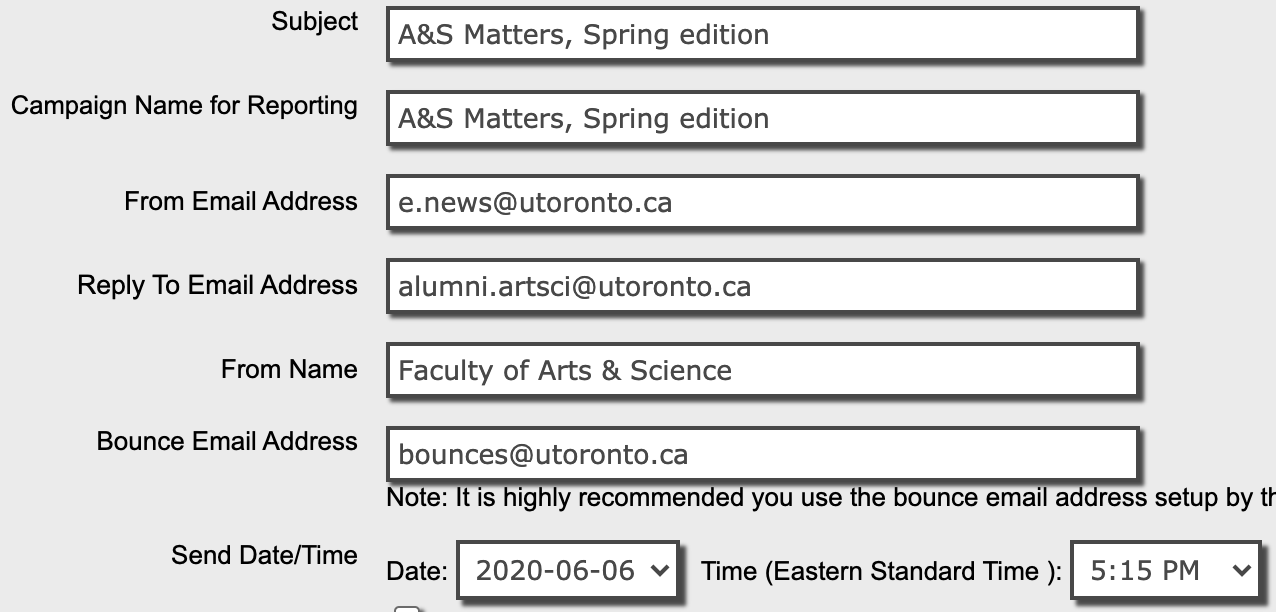 Subject A&S Matters, Spring edition
Campaign Name for Reporting A&S Matters, Spring edition
From Email Address e.news@utoronto.ca
Reply To Email Address alumni.artsci@utoronto.ca
From Name Faculty of Arts & Science
Bounce Email Address bounces@utoronto.ca
Note: It is highly recommended you use the bounce email address setup by
Send Date/Time Date: 2020-06-06 Time (Eastern Standard Time ): 5:15 PM